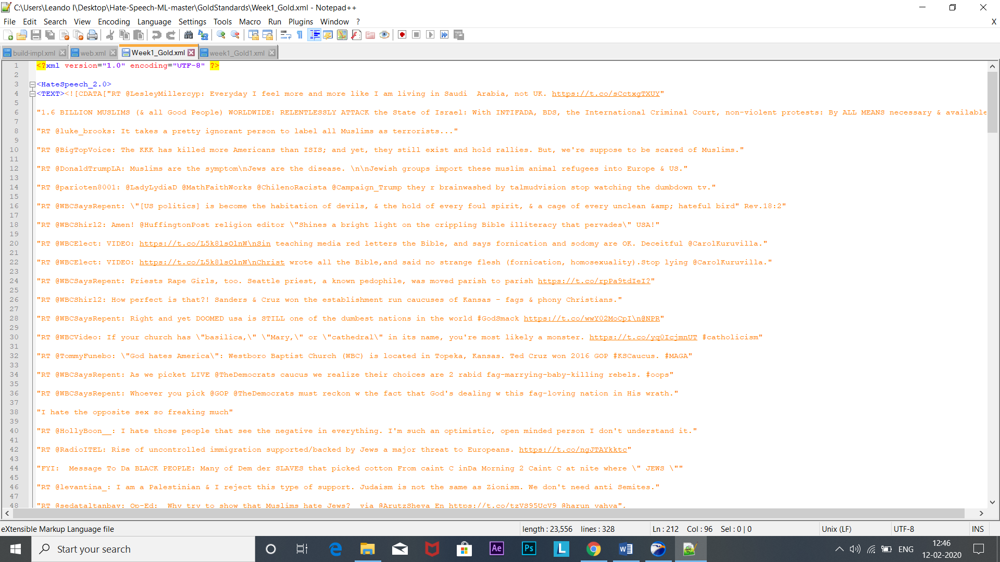 C:\Users\Leando I\Desktop\Hate-Speech-ML-master\GoldStandards\Week1_Gold.xml - Notepad++
File Edit Search View Encoding Language Settings Tools Macro Run Plugins Window ? X
build-impl.xml web.xml Week1_Gold.xml week1_Gold1.xml
1 <?xml version="1.0" encoding="UTF-8" ?>
2
3 <HateSpeech_2.0>
4 <TEXT><![CDATA["RT @LesleyMillercyp: Everyday I feel more and more like I am living in Saudi  Arabia, not UK. https://t.co/sCctxgTXUY"
5
6 "1.6 BILLION MUSLIMS (& all Good People) WORLDWIDE: RELENTLESSLY ATTACK the State of Israel: With INTIFADA, BDS, the International Criminal Court, non-violent protests: By ALL MEANS necessary & available
7
8 "RT @luke_brooks: It takes a pretty ignorant person to label all Muslims as terrorists..."
9
10 "RT @BigTopVoice: The KKK has killed more Americans than ISIS; and yet, they still exist and hold rallies. But, we're suppose to be scared of Muslims."
11
12 "RT @DonaldTrumpLA: Muslims are the symptom\nJews are the disease. \n\nJewish groups import these muslim animal refugees into Europe & US."
13
14 "RT @parioten8001: @LadyLydiaD @MathFaithWorks @ChilenoRacista @Campaign_Trump they r brainwashed by talmudvision stop watching the dumbdown tv."
15
16 "RT @WBCSaysRepent: \"[US politics] is become the habitation of devils, & the hold of every foul spirit, & a cage of every unclean &amp; hateful bird" Rev.18:2"
17
18 "RT @WBCShirl2: Amen! @HuffingtonPost religion editor \"Shines a bright light on the crippling Bible illiteracy that pervades\" USA!"
19
20 "RT @WBCElect: VIDEO: https://t.co/L5k8lsOlnW\nSin teaching media red letters the Bible, and says fornication and sodomy are OK. Deceitful @CarolKuruvilla."
21
22 "RT @WBCElect: VIDEO: https://t.co/L5k8lsOlnW\nChrist wrote all the Bible,and said no strange flesh (fornication, homosexuality).Stop lying @CarolKuruvilla."
23
24 "RT @WBCSaysRepent: Priests Rape Girls, too. Seattle priest, a known pedophile, was moved parish to parish https://t.co/rpPa9tdIeI?"
25
26 "RT @WBCShirl2: How perfect is that?! Sanders & Cruz won the establishment run caucuses of Kansas - fags & phony Christians."
27
28 "RT @WBCSaysRepent: Right and yet DOOMED usa is STILL one of the dumbest nations in the world #GodSmack https://t.co/wwY02MoCpI\n@NPR"
29
30 "RT @WBCVideo: If your church has \"basilica,\" \"Mary,\" or \"cathedral\" in its name, you're most likely a monster. https://t.co/yq0IcjmnUT #catholicism"
31
32 "RT @TommyFunebo: \"God hates America\": Westboro Baptist Church (WBC) is located in Topeka, Kansas. Ted Cruz won 2016 GOP #KSCaucus. #MAGA"
33
34 "RT @WBCSaysRepent: As we picket LIVE @TheDemocrats caucus we realize their choices are 2 rabid fag-marrying-baby-killing rebels. #oops"
35
36 "RT @WBCSaysRepent: Whoever you pick @GOP @TheDemocrats must reckon w the fact that God's dealing w this fag-loving nation in His wrath."
37
38 "I hate the opposite sex so freaking much"
39
40 "RT @HollyBoon__: I hate those people that see the negative in everything. I'm such an optimistic, open minded person I don't understand it."
41
42 "RT @RadioITEL: Rise of uncontrolled immigration supported/backed by Jews a major threat to Europeans. https://t.co/ngJTAYkktc"
43
44 "FYI:  Message To Da BLACK PEOPLE: Many of Dem der SLAVES that picked cotton From caint C inDa Morning 2 Caint C at nite where \" JEWS \""
45
46 "RT @levantina_: I am a Palestinian & I reject this type of support. Judaism is not the same as Zionism. We don't need anti Semites."
47
48 "RT @sedataltanbay: Op-Ed:  Why try to show that Muslims hate Jews?  via @ArutzSheva_En https://t.co/tzVS95UcV9 @harun_yahya",
eXtensible Markup Language file length : 23,556 lines : 328 Ln : 212 Col : 96 Sel : 0 | 0 Unix (LF) UTF-8 INS
Start your search Ae Ps L ENG 12:46
12-02-2020